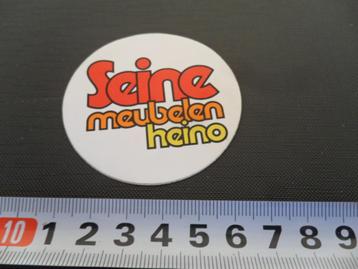 Seine
meubelen
heino
10 1 2 3 4 5 6 7 8 9